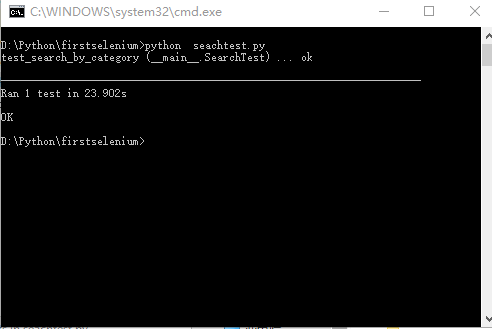 C:\WINDOWS\system32\cmd.exe
D:\Python\firstselenium>python  seachtest.py
test_search_by_category (__main__.SearchTest) ... ok
Ran 1 test in 23.902s
OK
D:\Python\firstselenium>